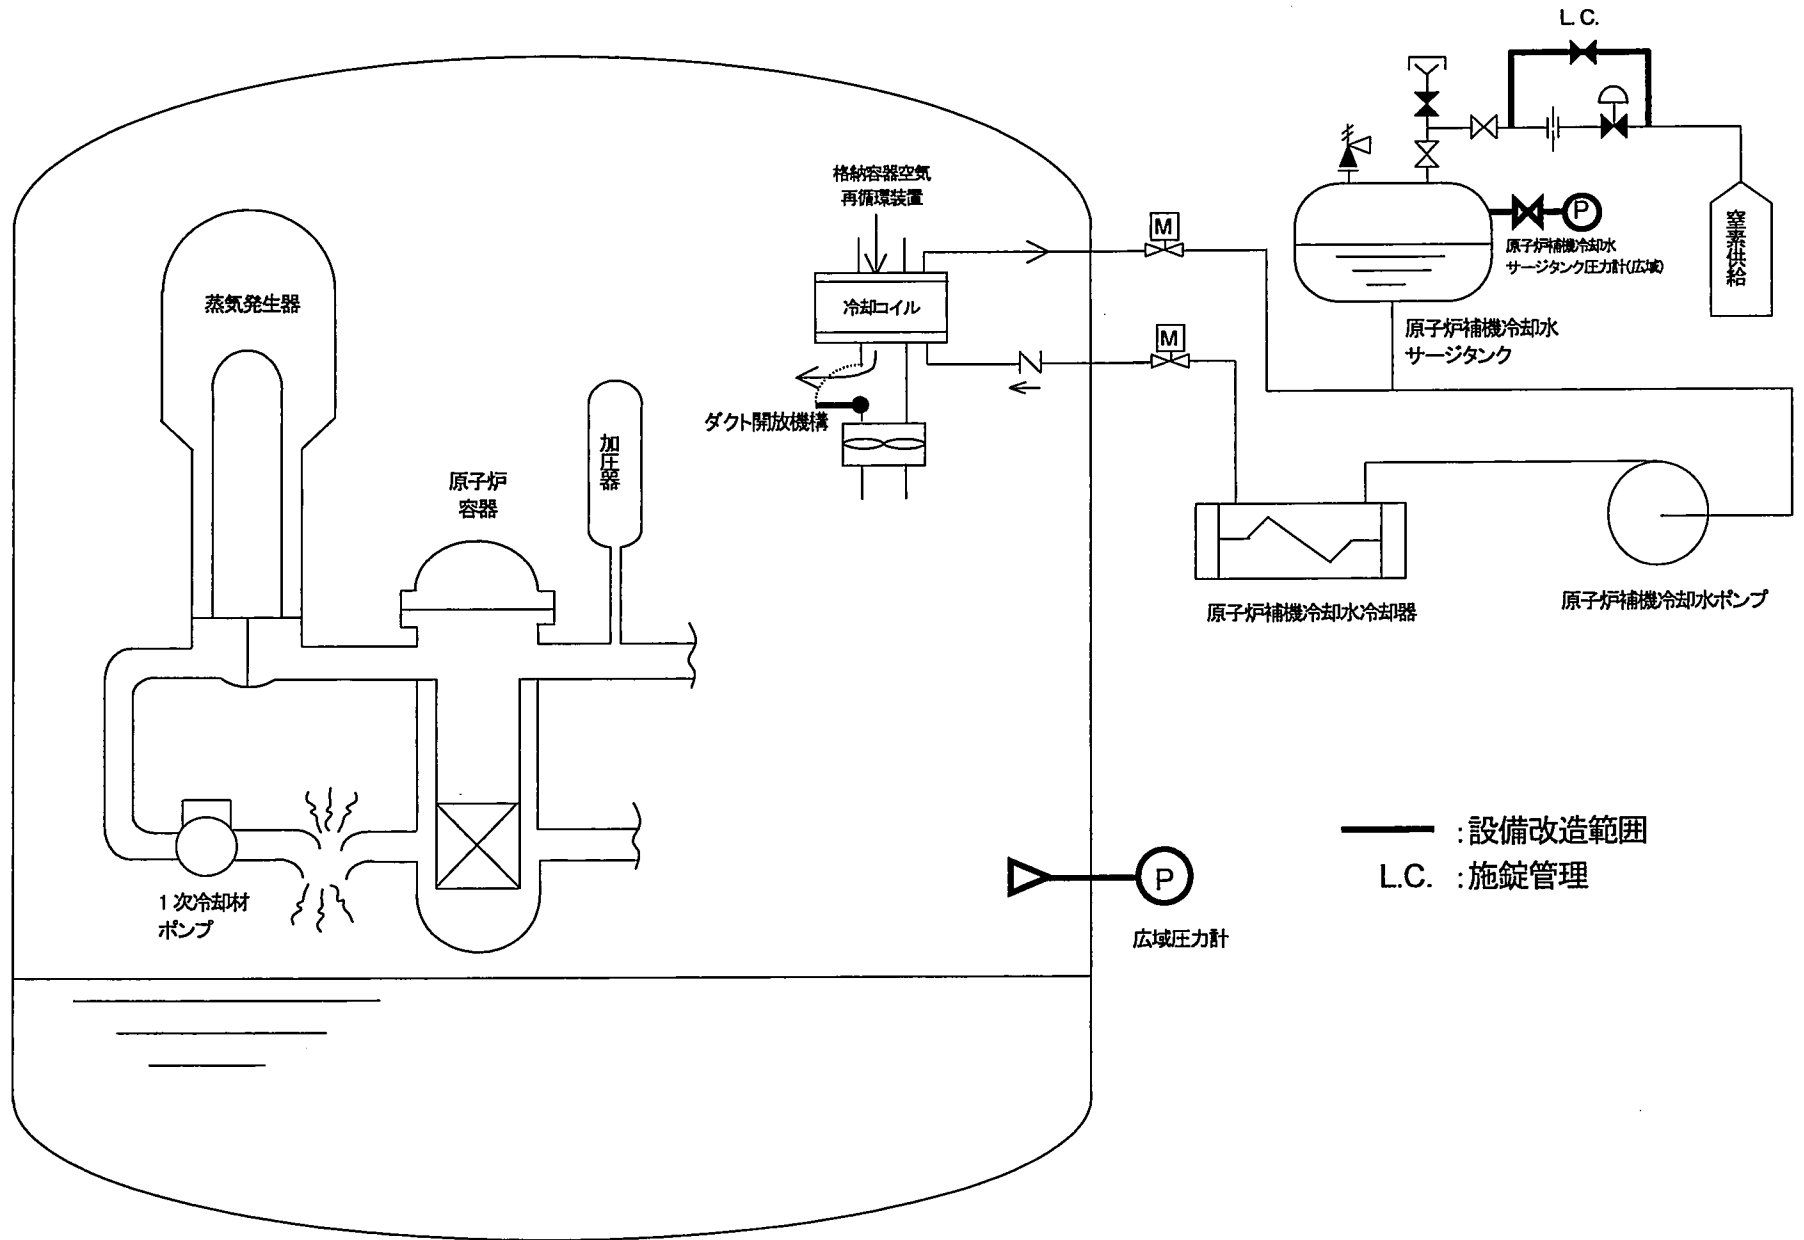 L.C.
格納容器空気
再循環装置
M
P
窒素供給
原子炉補機冷却水
サージタンク圧力計(広域)
蒸気発生器
冷却コイル
原子炉補機冷却水
サージタンク
M
ダクト開放機構
加圧器
原子炉
容器
原子炉補機冷却水冷却器
原子炉補機冷却水ポンプ
:設備改造範囲
L.C. :施錠管理
P
1次冷却材
ポンプ
広域圧力計